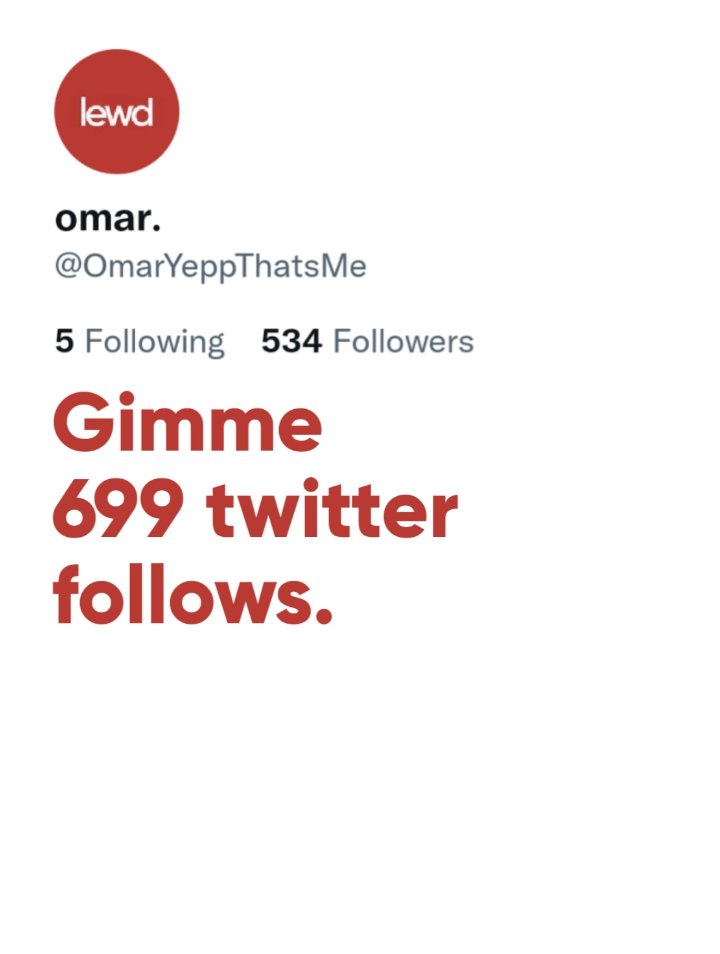 lewd
omar.
@OmarYeppThatsMe
5 Following 534 Followers
Gimme
699 twitter
follows.